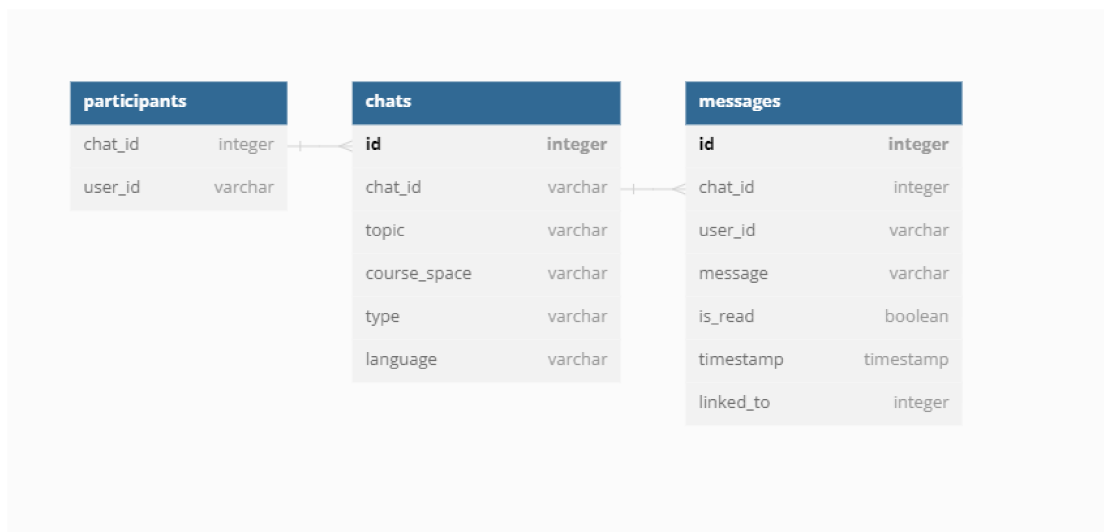 participants
chat_id integer
user_id varchar
chats
id integer
chat_id varchar
topic varchar
course_space varchar
type varchar
language varchar
messages
id integer
chat_id integer
user_id varchar
message varchar
is_read boolean
timestamp timestamp
linked_to integer